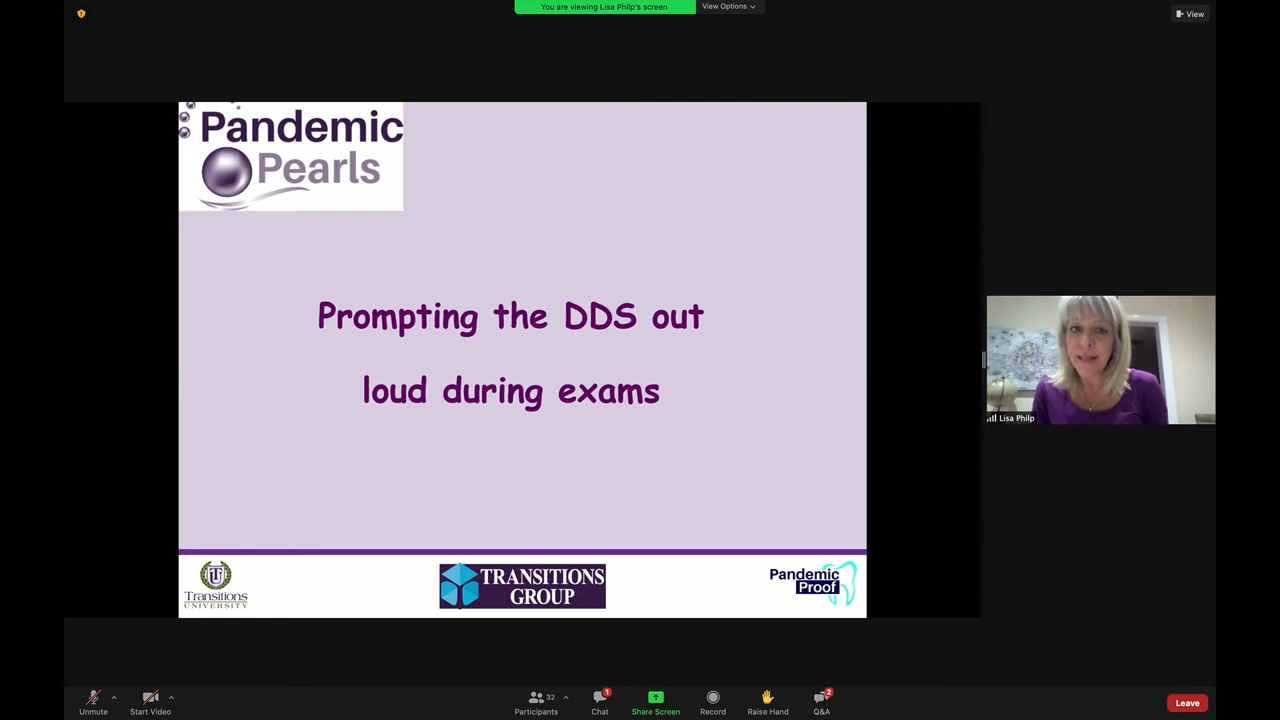 You are viewing Lisa Philp's screen
View Options
View
Pandemic
Pearls
Prompting the DDS out
loud during exams
Lisa Philp
Transitions
UNIVERSITY
TRANSITIONS
GROUP
Pandemic
Proof
Unmute
Start Video
32
Participants
1
Chat
Share Screen
Record
Raise Hand
2
Q&A
Leave